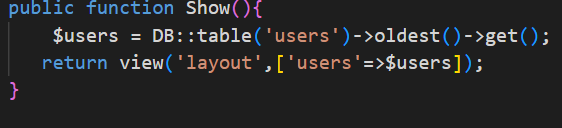 public function Show(){
$users = DB::table('users')->oldest()->get();
return view('layout',['users'=>$users]);
}